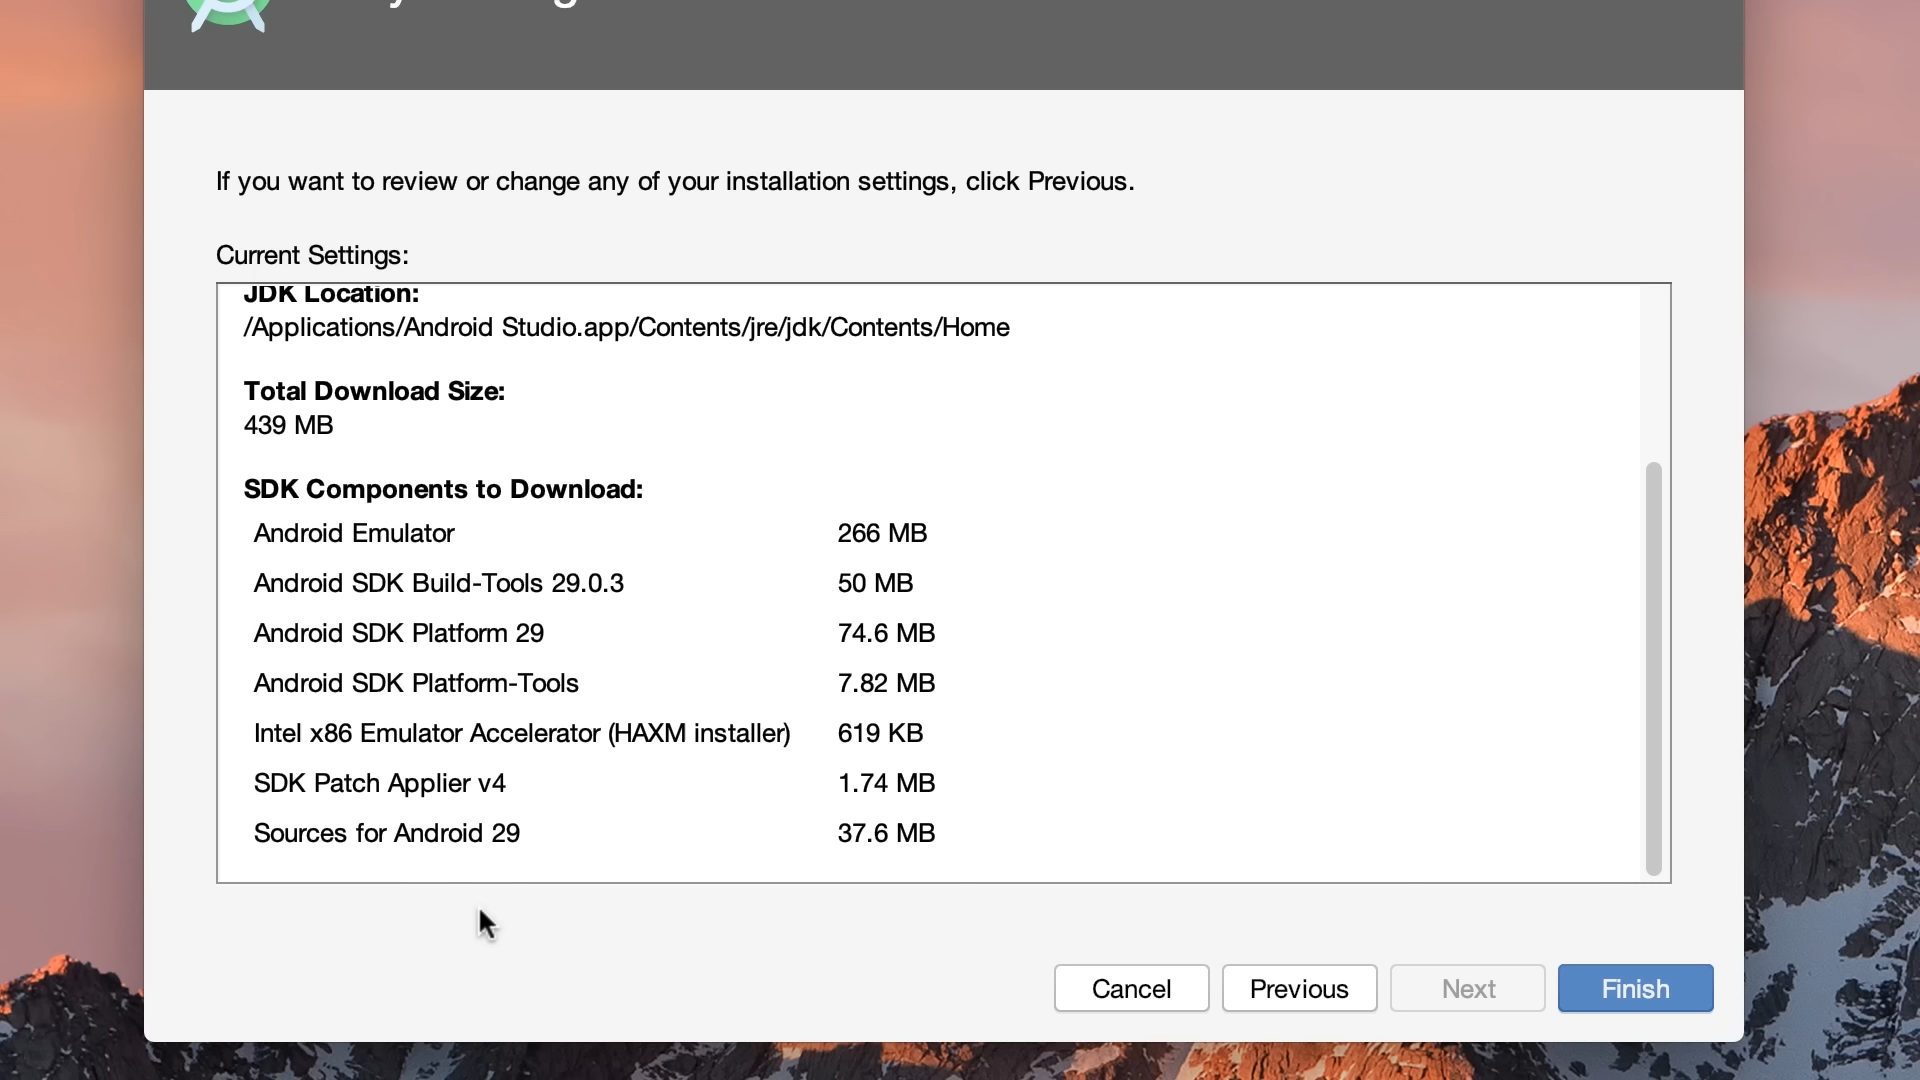 If you want to review or change any of your installation settings, click Previous.
Current Settings:
JDK Location:
/Applications/Android Studio.app/Contents/jre/jdk/Contents/Home
Total Download Size:
439 MB
SDK Components to Download:
Android Emulator 266 MB
Android SDK Build-Tools 29.0.3 50 MB
Android SDK Platform 29 74.6 MB
Android SDK Platform-Tools 7.82 MB
Intel x86 Emulator Accelerator (HAXM installer) 619 KB
SDK Patch Applier v4 1.74 MB
Sources for Android 29 37.6 MB
Cancel Previous Next Finish